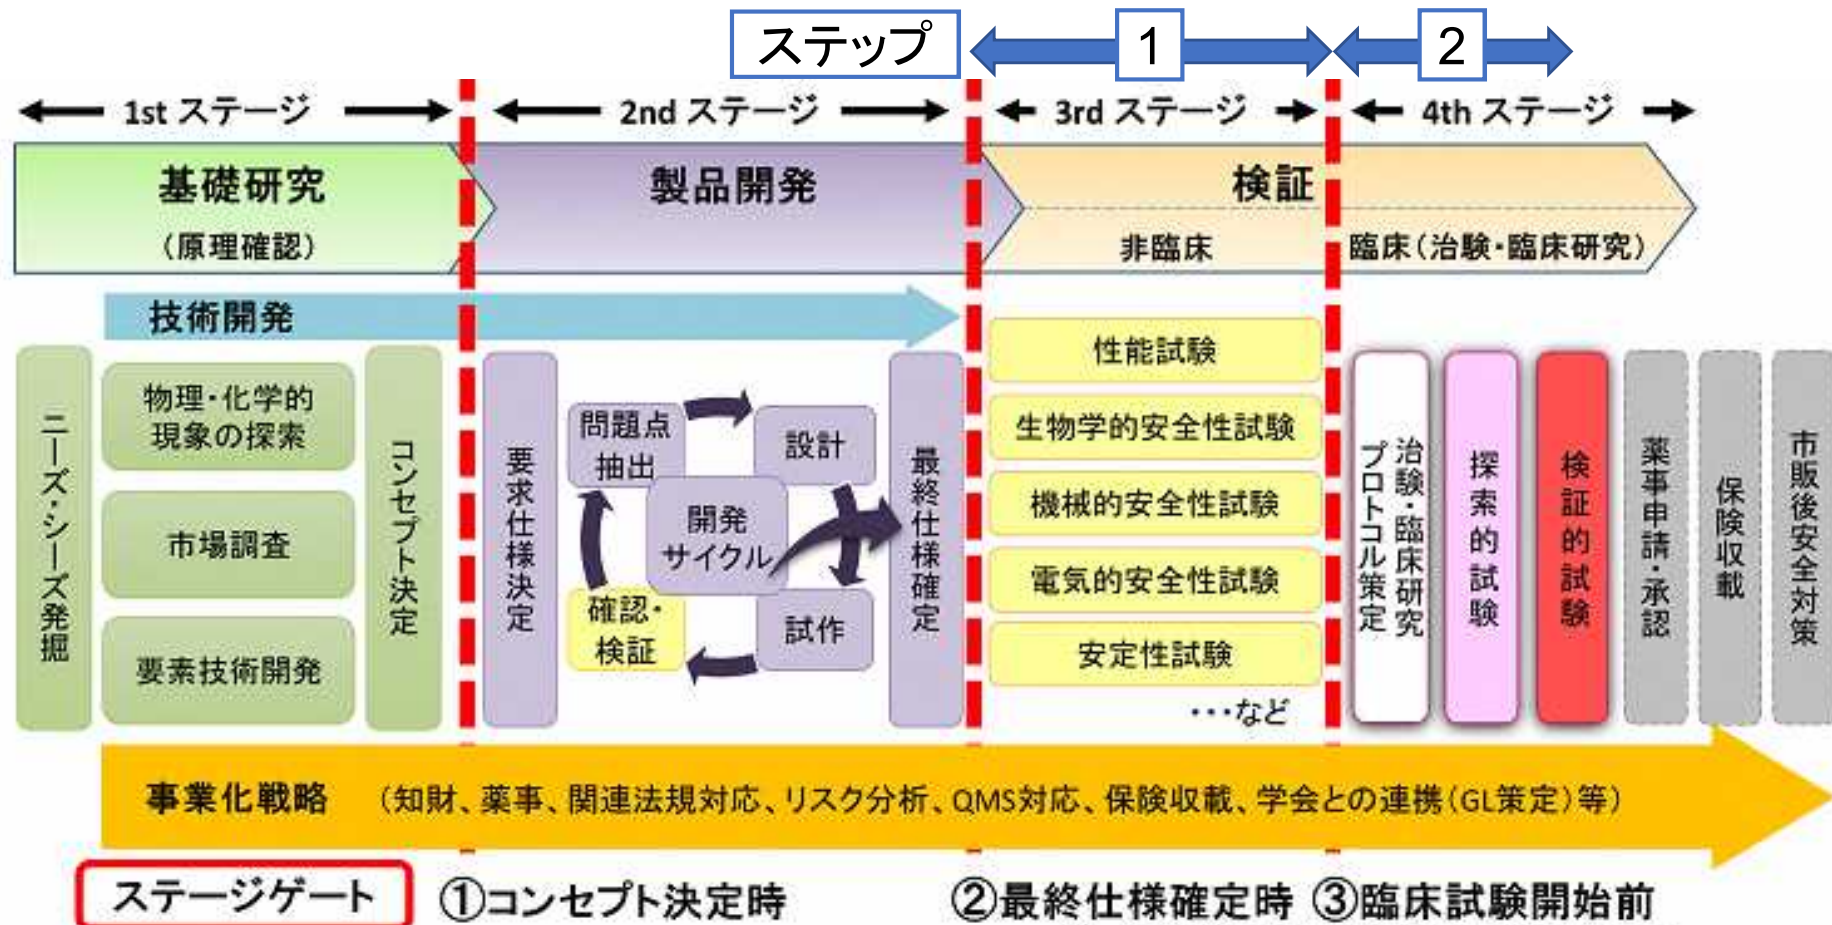 ステップ
1
2
1st ステージ
2nd ステージ
3rd ステージ
4th ステージ
基礎研究
(原理確認)
製品開発
検証
非臨床
臨床(治験・臨床研究)
技術開発
ニーズ・シーズ発掘
物理・化学的
現象の探索
市場調査
要素技術開発
コンセプト決定
要求仕様決定
問題点
抽出
設計
開発
サイクル
確認・
検証
試作
最終仕様確定
性能試験
生物学的安全性試験
機械的安全性試験
電気的安全性試験
安定性試験
・・・など
治験・臨床研究
プロトコル策定
探索的試験
検証的試験
薬事申請・承認
保険収載
市販後安全対策
事業化戦略 (知財、薬事、関連法規対応、リスク分析、QMS対応、保険収載、学会との連携(GL策定)等)
ステージゲート
①コンセプト決定時
②最終仕様確定時
③臨床試験開始前